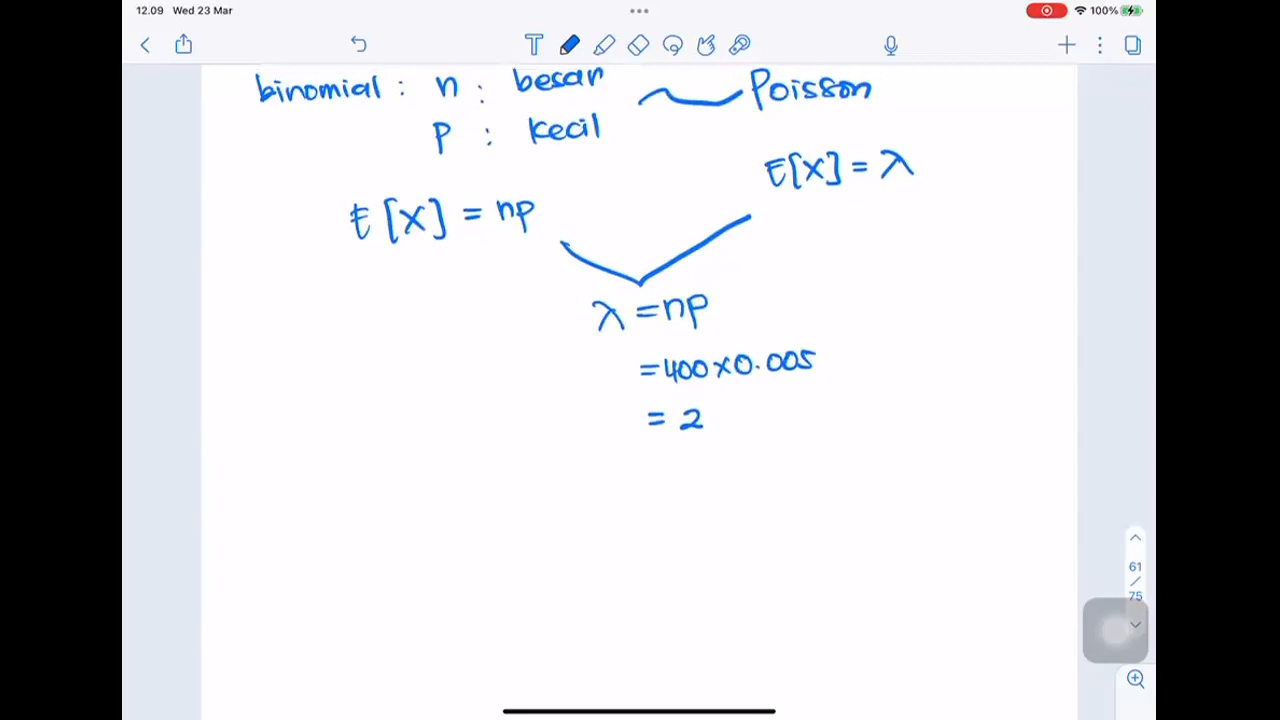 12.09 Wed 23 Mar
100%
T
binomial : n : besar
Poisson
p : kecil
E[X] = λ
E[X] = np
λ = np
= 400 × 0.005
= 2
61
/
75